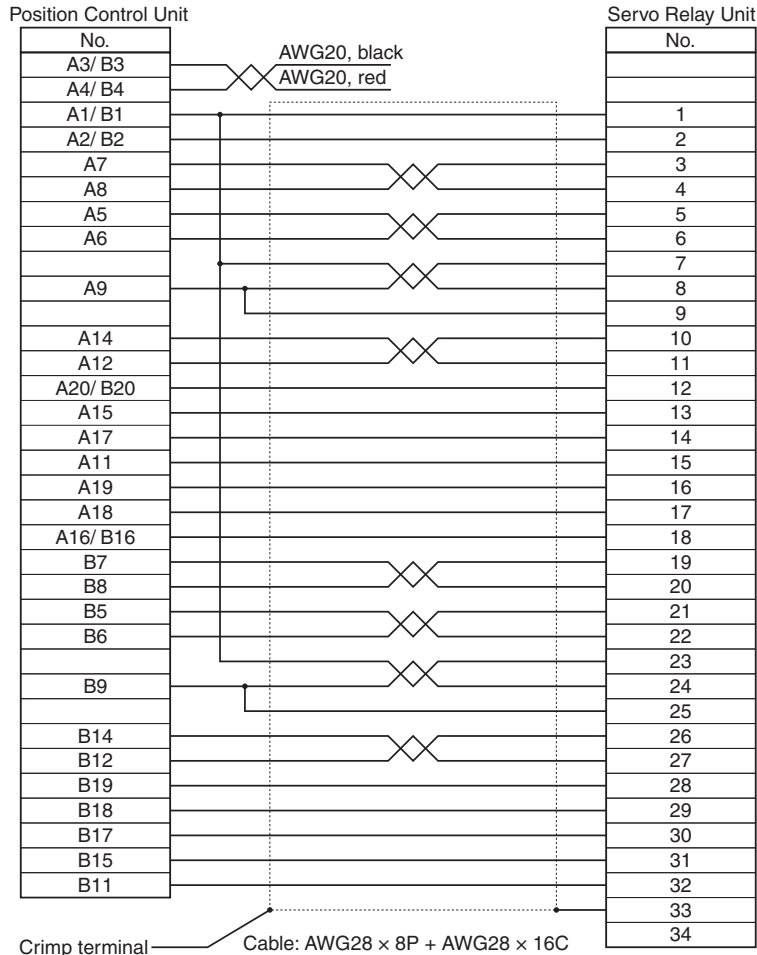 Position Control Unit Servo Relay Unit
No. No.
A3/ B3 AWG20, black
A4/ B4 AWG20, red
A1/ B1 1
A2/ B2 2
A7 3
A8 4
A5 5
A6 6
7
A9 8
9
A14 10
A12 11
A20/ B20 12
A15 13
A17 14
A11 15
A19 16
A18 17
A16/ B16 18
B7 19
B8 20
B5 21
B6 22
23
B9 24
25
B14 26
B12 27
B19 28
B18 29
B17 30
B15 31
B11 32
33
34
Crimp terminal Cable: AWG28 × 8P + AWG28 × 16C